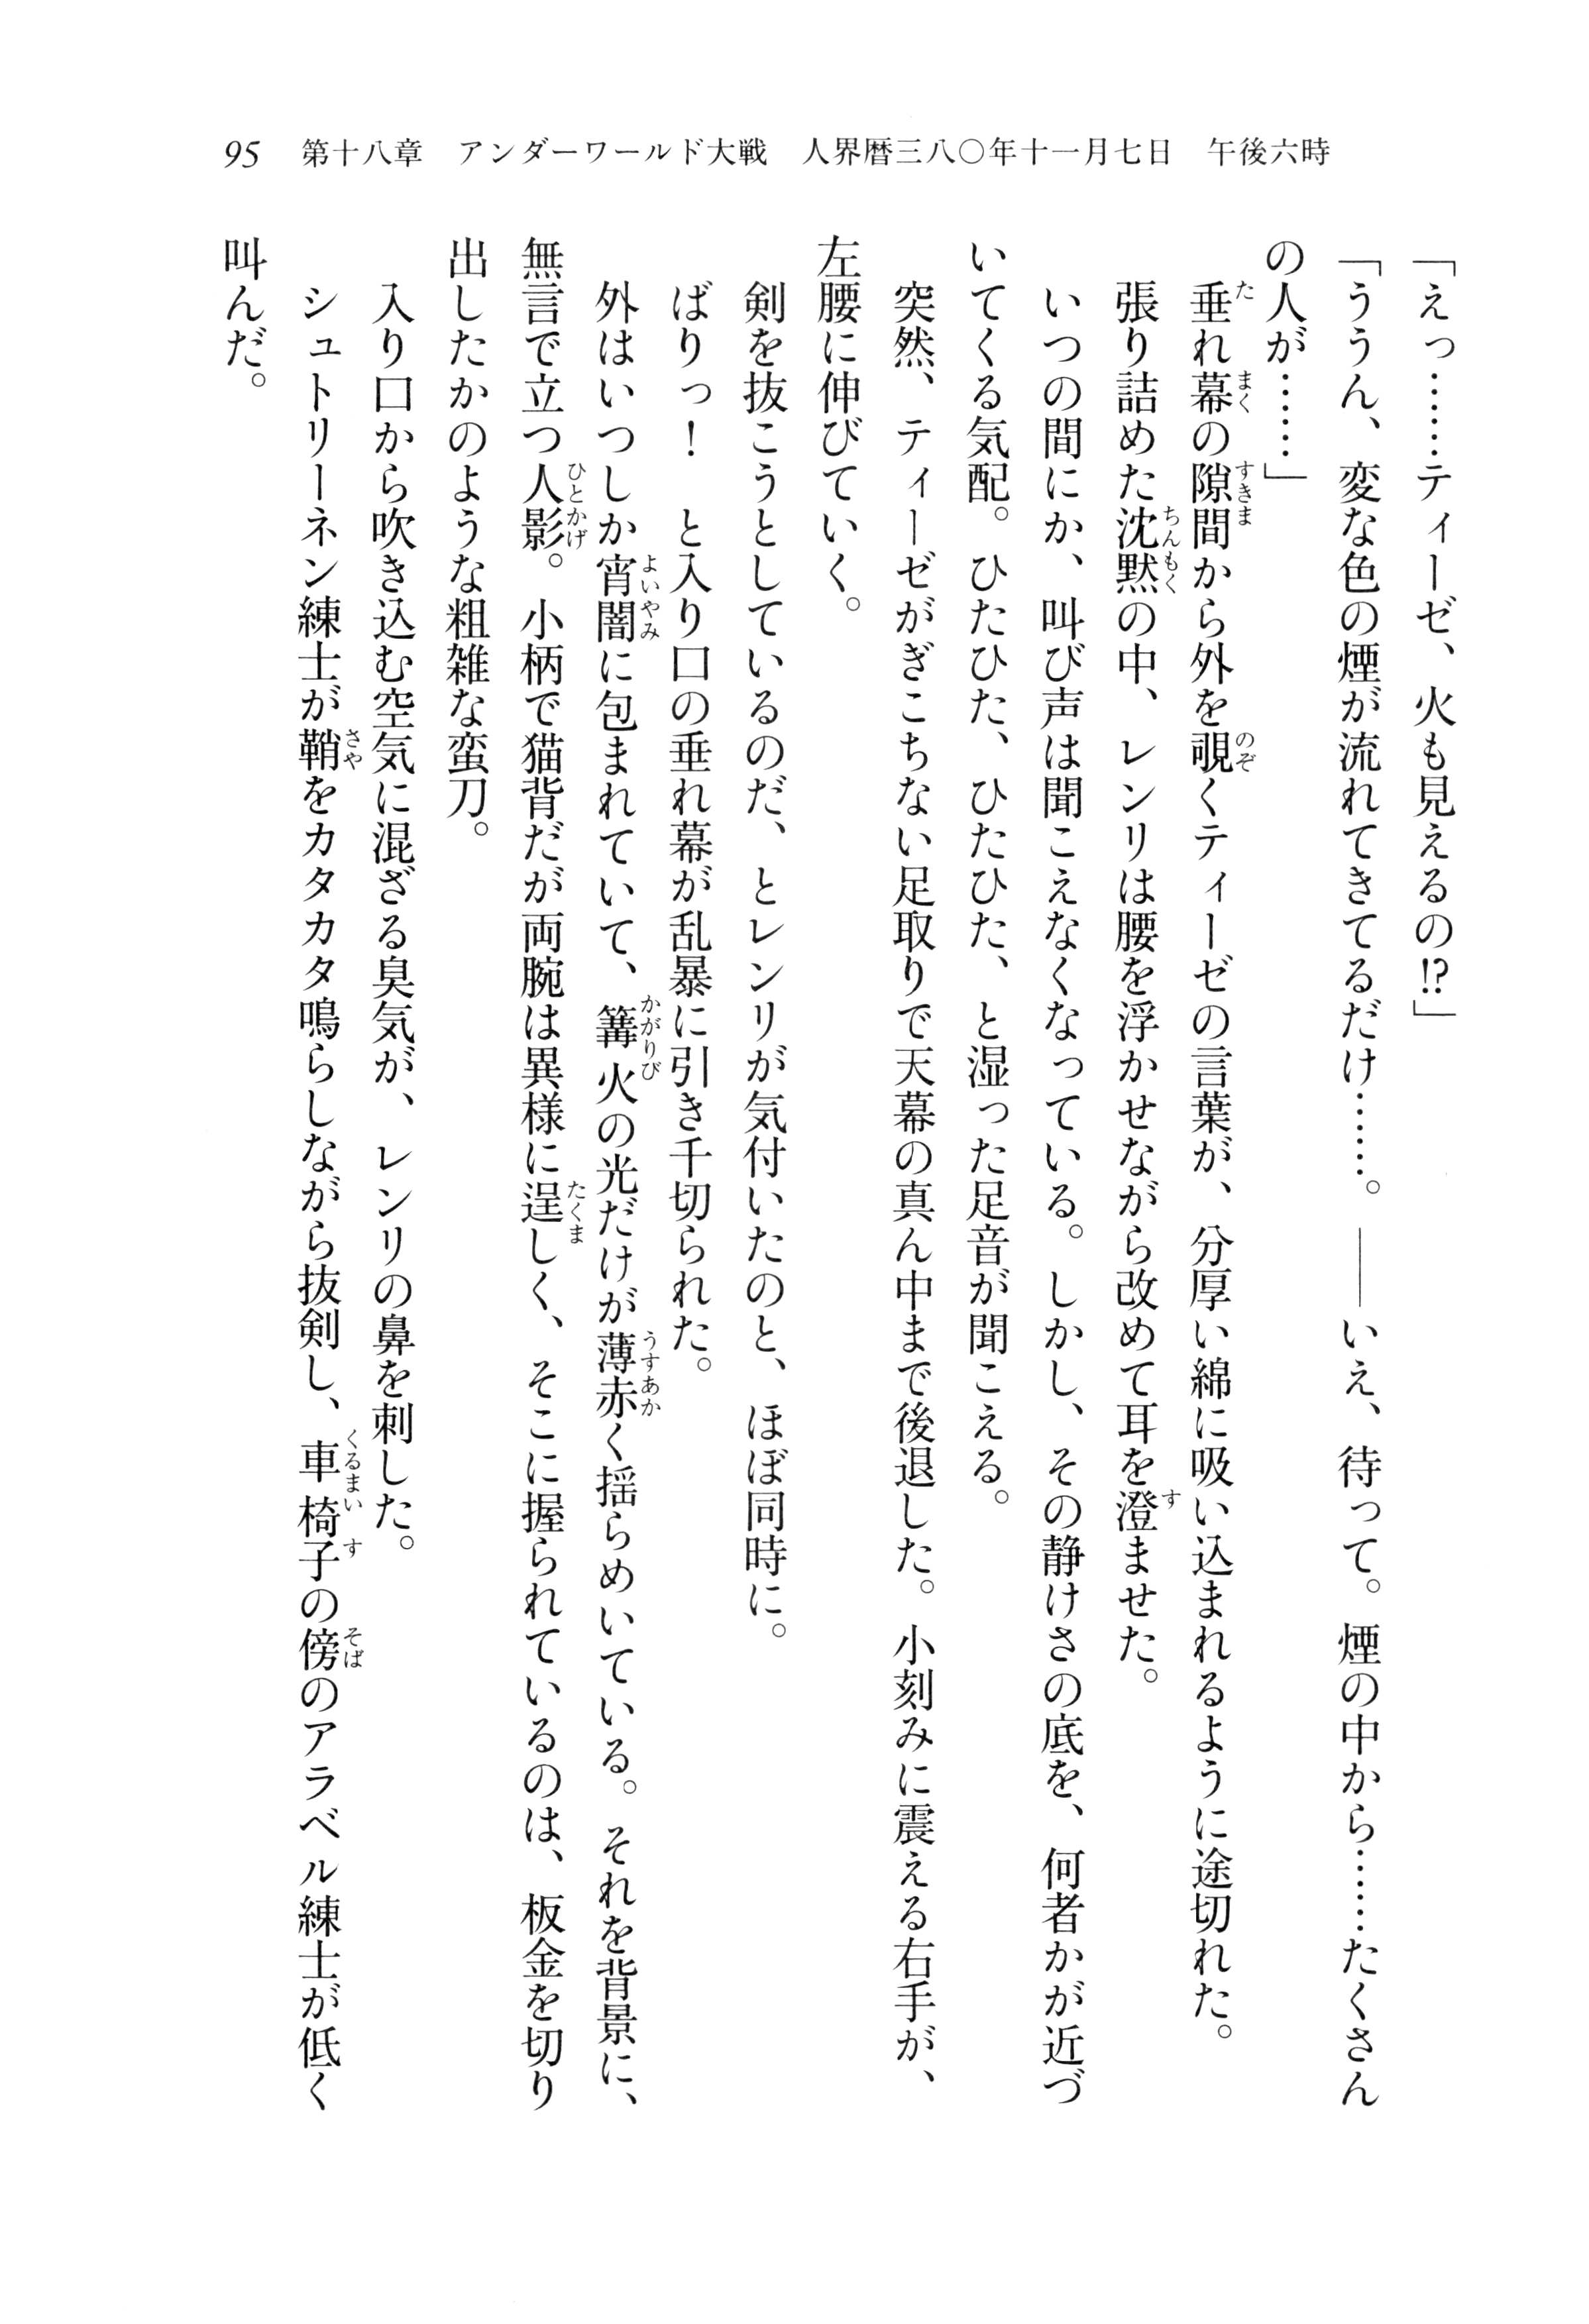 95　第十八章　アンダーワールド大戦　人界暦三八〇年十一月七日　午後六時
「えっ……ティーゼ、火も見えるの!?」
「ううん、変な色の煙が流れてきてるだけ……。――いえ、待って。煙の中から……たくさん
の人が……」
垂れ幕の隙間から外を覗くティーゼの言葉が、分厚い綿に吸い込まれるように途切れた。
張り詰めた沈黙の中、レンリは腰を浮かせながら改めて耳を澄ませた。
いつの間にか、叫び声は聞こえなくなっている。しかし、その静けさの底を、何者かが近づ
いてくる気配。ひたひた、ひたひた、と湿った足音が聞こえる。
突然、ティーゼがぎこちない足取りで天幕の真ん中まで後退した。小刻みに震える右手が、
左腰に伸びていく。
剣を抜こうとしているのだ、とレンリが気付いたのと、ほぼ同時に。
ばりっ！　と入り口の垂れ幕が乱暴に引き千切られた。
外はいつしか宵闇に包まれていて、篝火の光だけが薄赤く揺らめいている。それを背景に、
無言で立つ人影。小柄で猫背だが両腕は異様に逞しく、そこに握られているのは、板金を切り
出したかのような粗雑な蛮刀。
入り口から吹き込む空気に混ざる臭気が、レンリの鼻を刺した。
シュトリーネン練士が鞘をカタカタ鳴らしながら抜剣し、車椅子の傍のアラベル練士が低く
叫んだ。